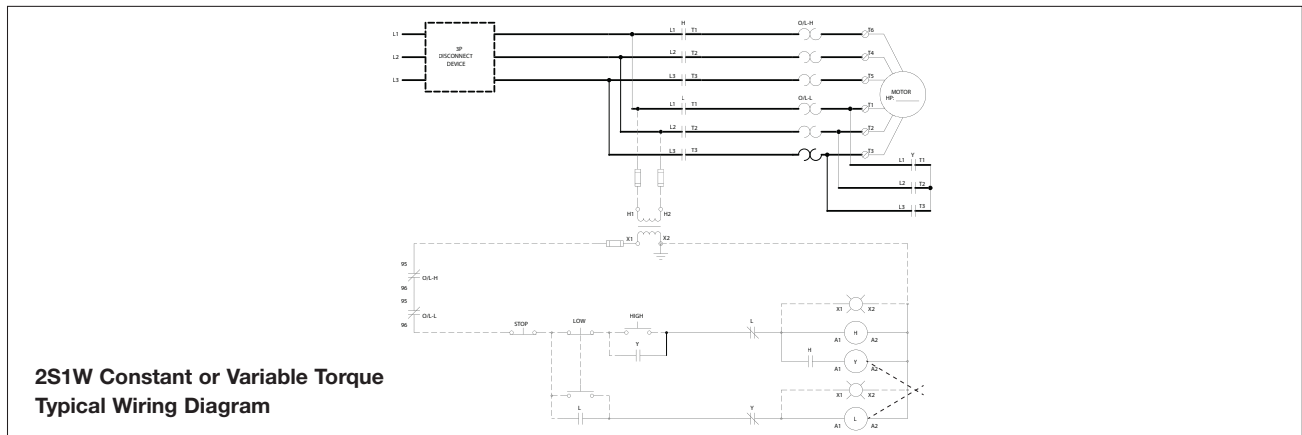 H
O/L-H
L1
L1 T1
T6
3P
DISCONNECT
DEVICE
L2
L2 T2
T4
L3
L3 T3
T5
MOTOR
HP: ________
L
O/L-L
L1 T1
T1
L2 T2
T2
L3 T3
T3
Y
L1 T1
L2 T2
L3 T3
H1 H2
X1 X2
95
O/L-H
96
95
O/L-L
96
STOP
LOW
HIGH
Y
L
X1 X2
H
A1 A2
H
Y
A1 A2
X1 X2
L
Y
L
A1 A2
2S1W Constant or Variable Torque
Typical Wiring Diagram